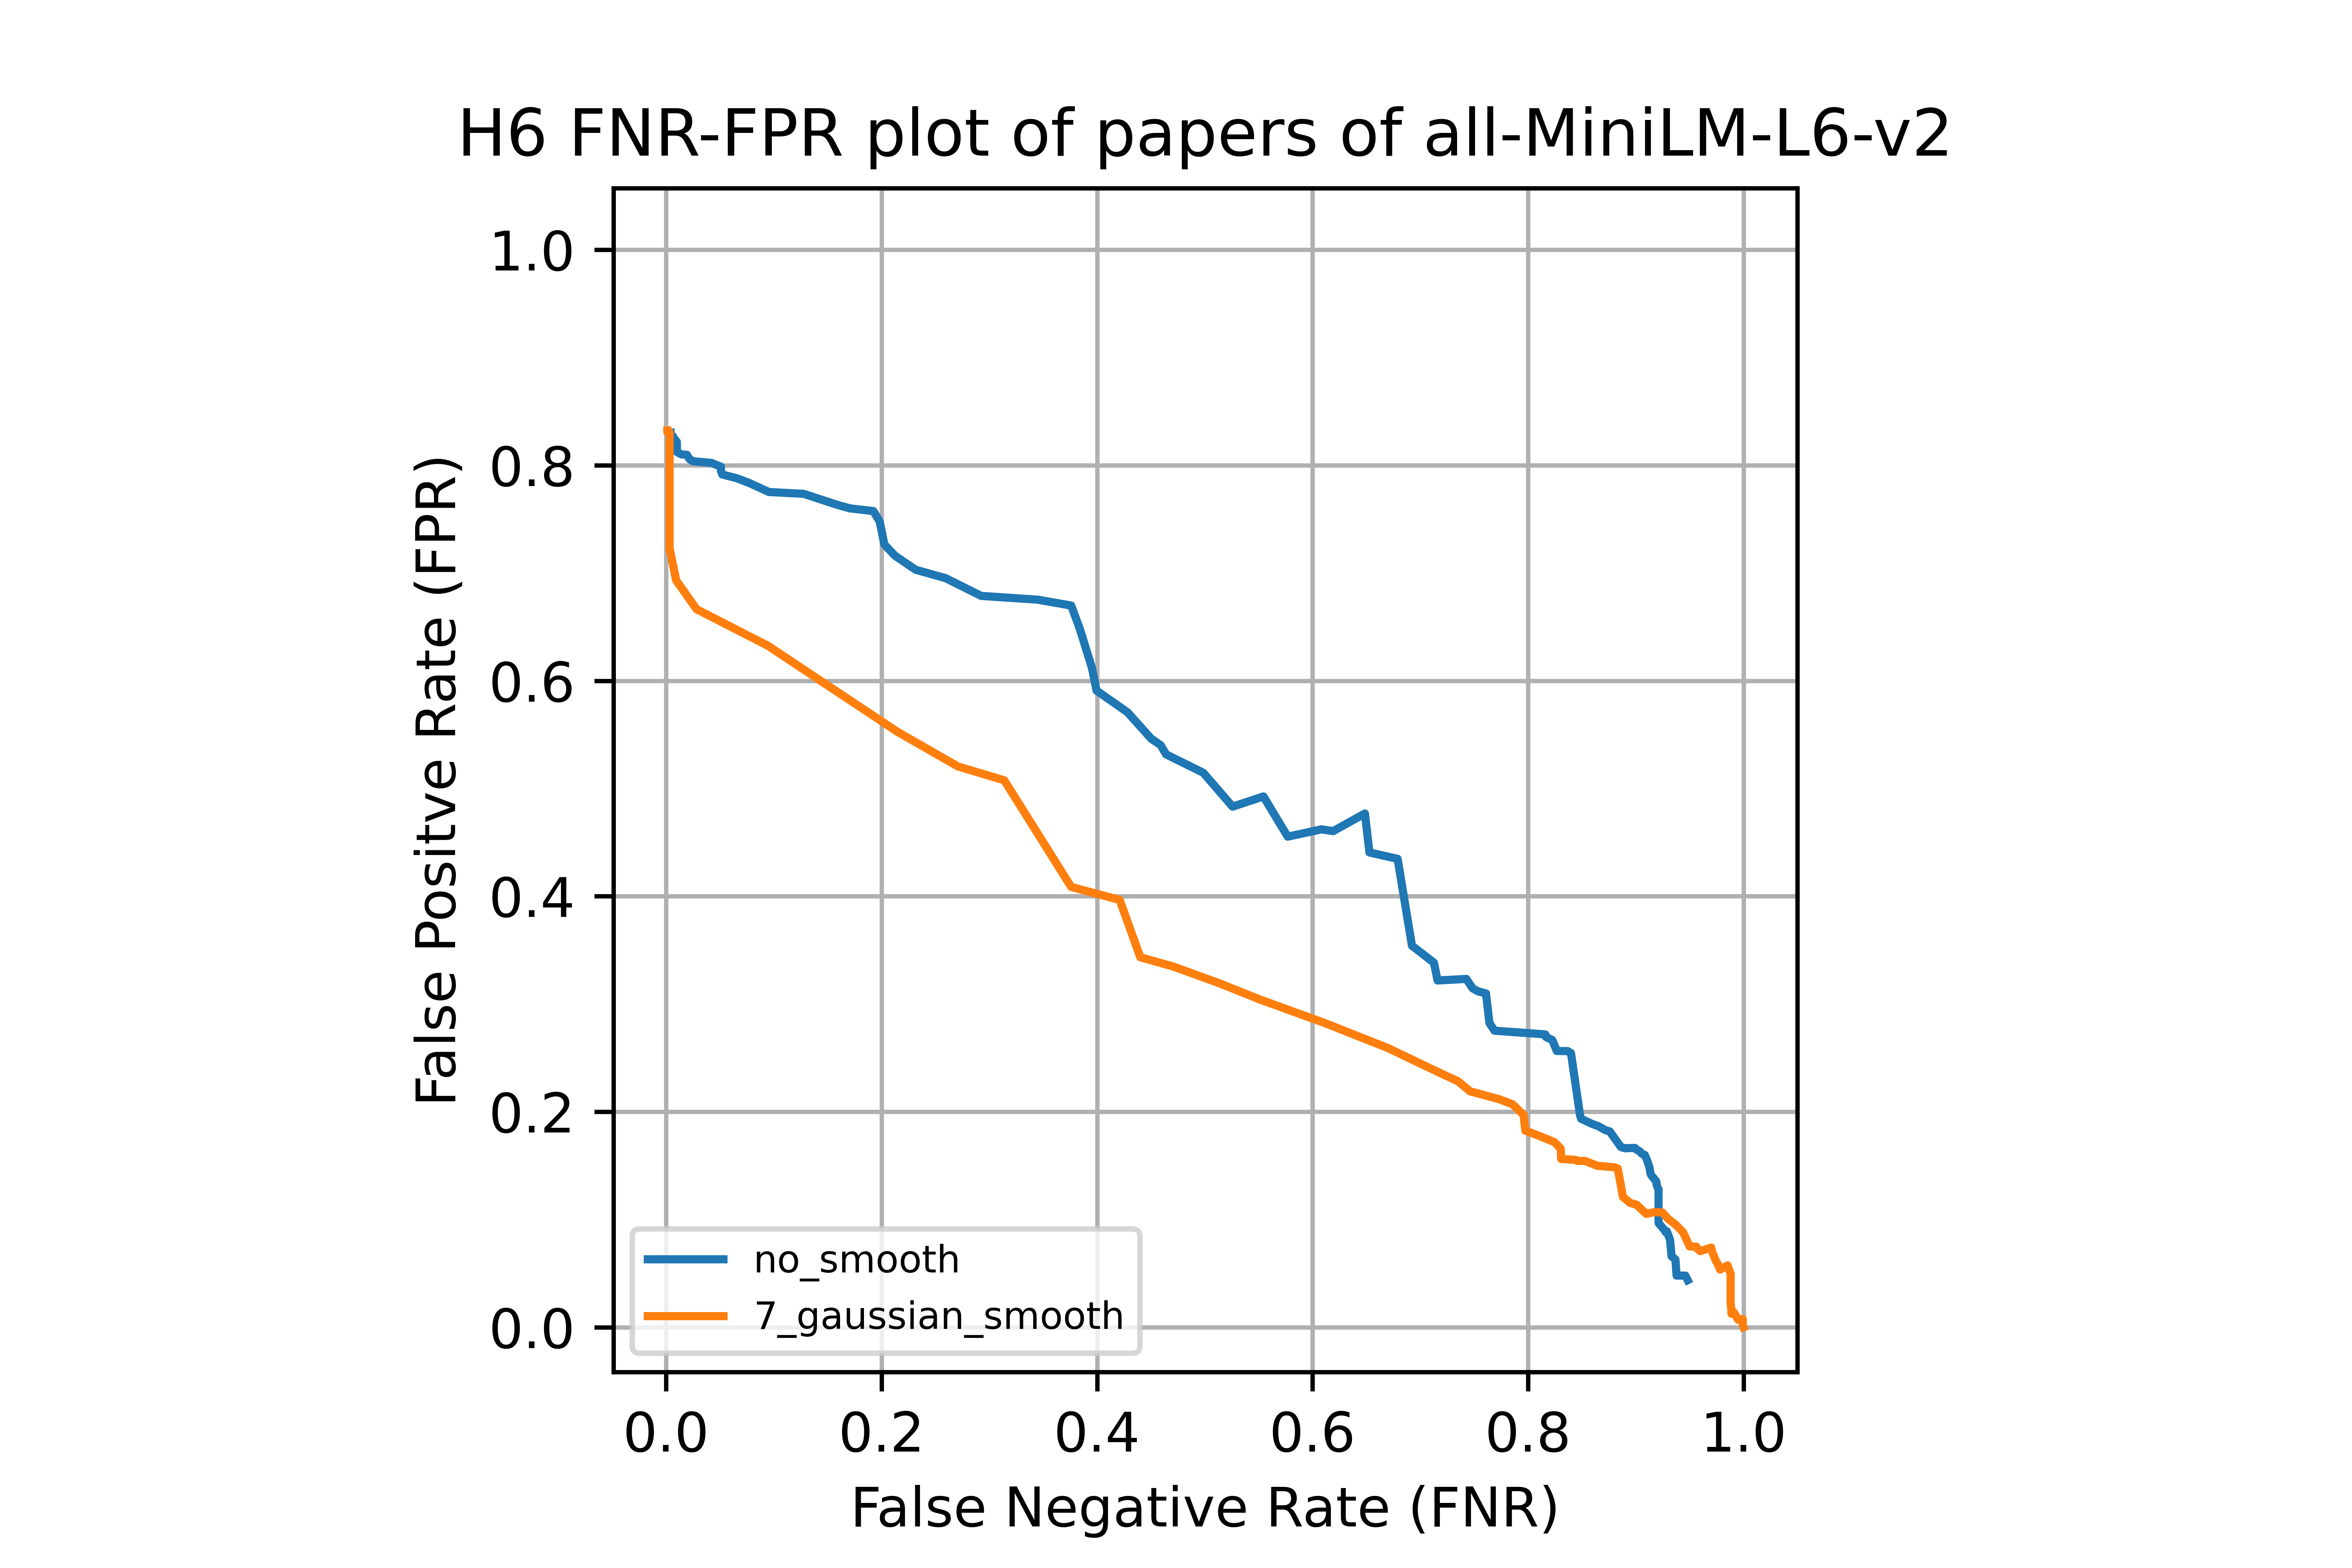 H6 FNR-FPR plot of papers of all-MiniLM-L6-v2
False Positve Rate (FPR)
1.0
0.8
0.6
0.4
0.2
0.0
no_smooth
7_gaussian_smooth
0.0 0.2 0.4 0.6 0.8 1.0
False Negative Rate (FNR)